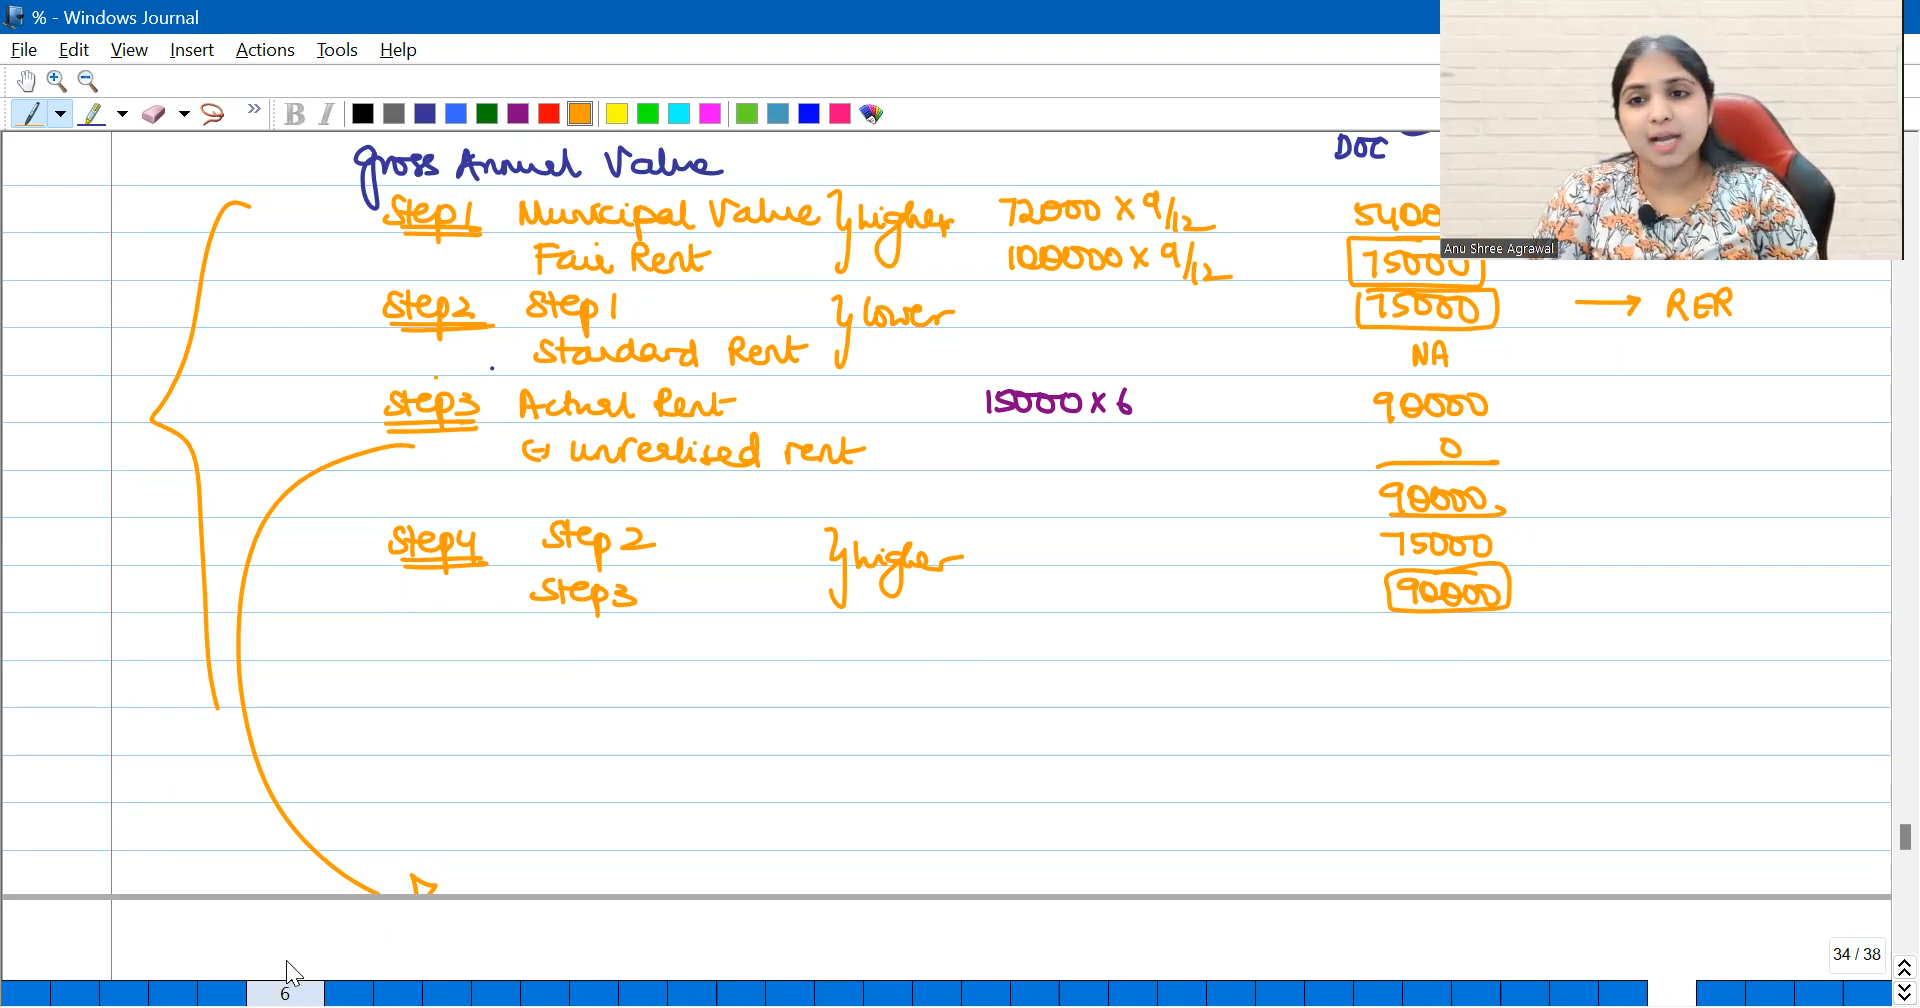 % - Windows Journal
File Edit View Insert Actions Tools Help
B I
Gross Annual Value
DOC
Step1 Municipal Value } higher 72000 x 9/12 5400
Anu Shree Agrawal
Fair Rent 100000 x 9/12 75000
Step2 Step 1 } lower 75000 → RER
Standard Rent NA
Step3 Actual Rent 15000 x 6 90000
(-) unrealised rent 0
90000
Step4 Step 2 } higher 75000
Step3 90000
34 / 38
6